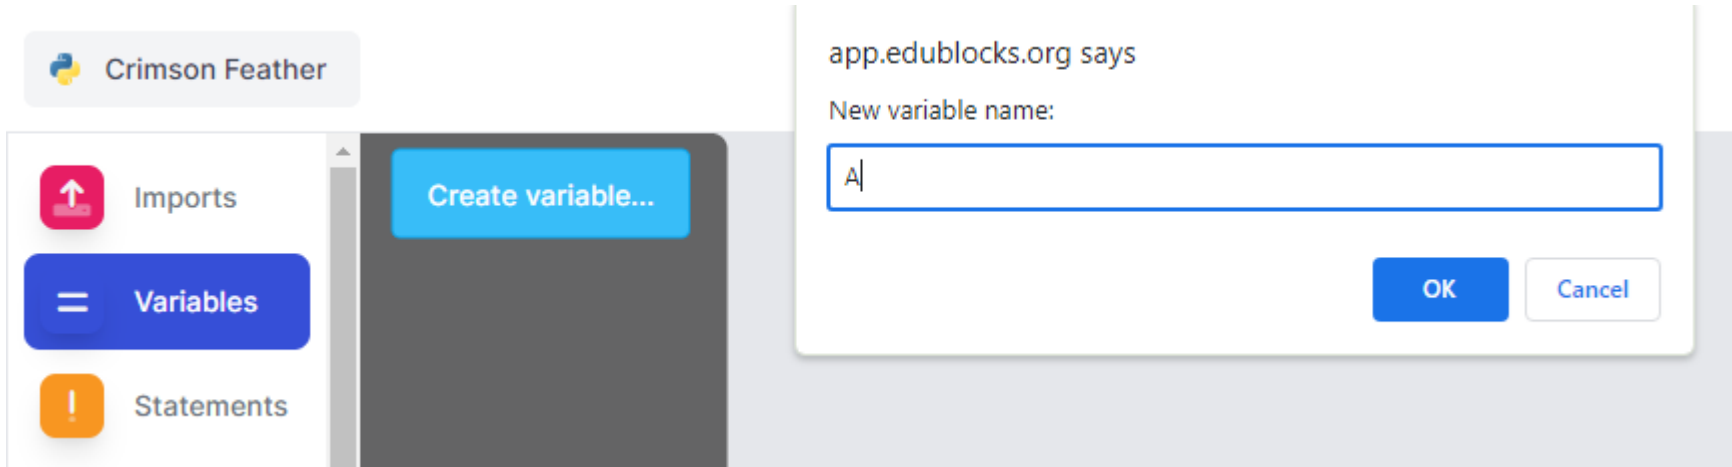 Crimson Feather
Imports
Variables
Statements
Create variable...
app.edublocks.org says
New variable name:
A
OK
Cancel